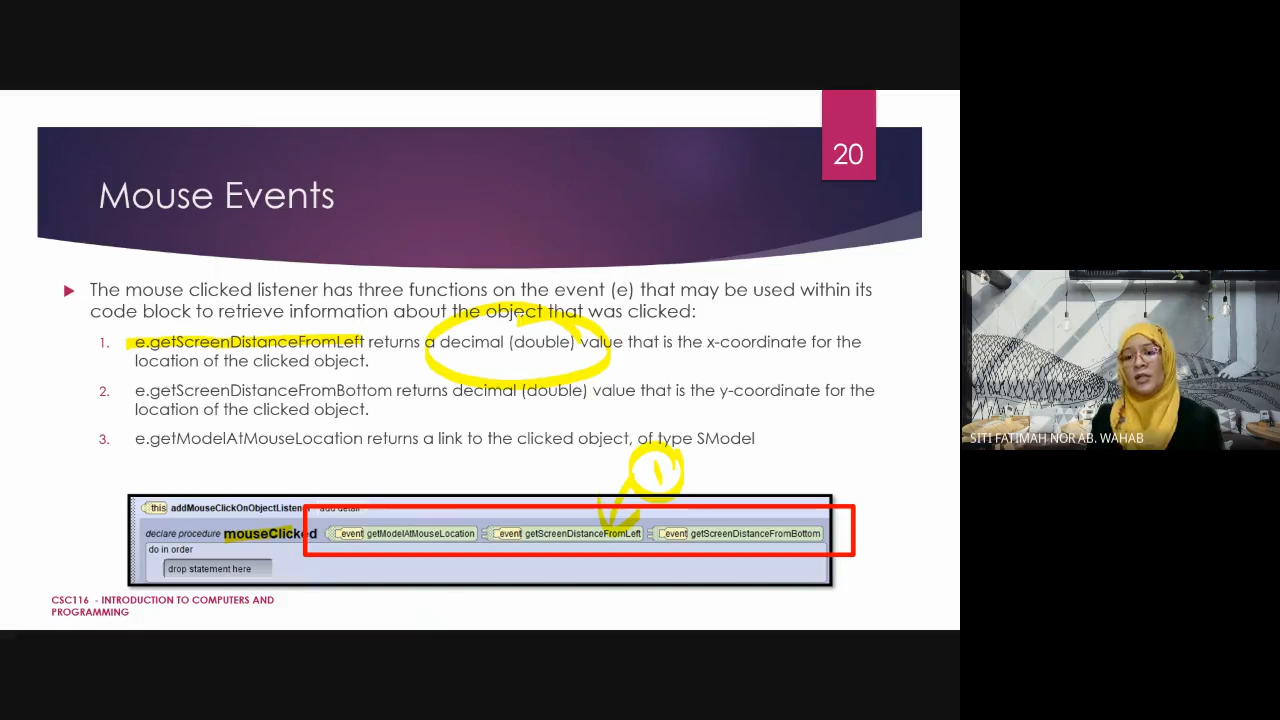 20
Mouse Events
The mouse clicked listener has three functions on the event (e) that may be used within its
code block to retrieve information about the object that was clicked:
1. e.getScreenDistanceFromLeft returns a decimal (double) value that is the x-coordinate for the
location of the clicked object.
2. e.getScreenDistanceFromBottom returns decimal (double) value that is the y-coordinate for the
location of the clicked object.
3. e.getModelAtMouseLocation returns a link to the clicked object, of type SModel
1
this addMouseClickOnObjectListener add detail
declare procedure mouseClicked event getModelAtMouseLocation event getScreenDistanceFromLeft event getScreenDistanceFromBottom
do in order
drop statement here
CSC116 - INTRODUCTION TO COMPUTERS AND
PROGRAMMING
SITI FATIMAH NOR AB. WAHAB